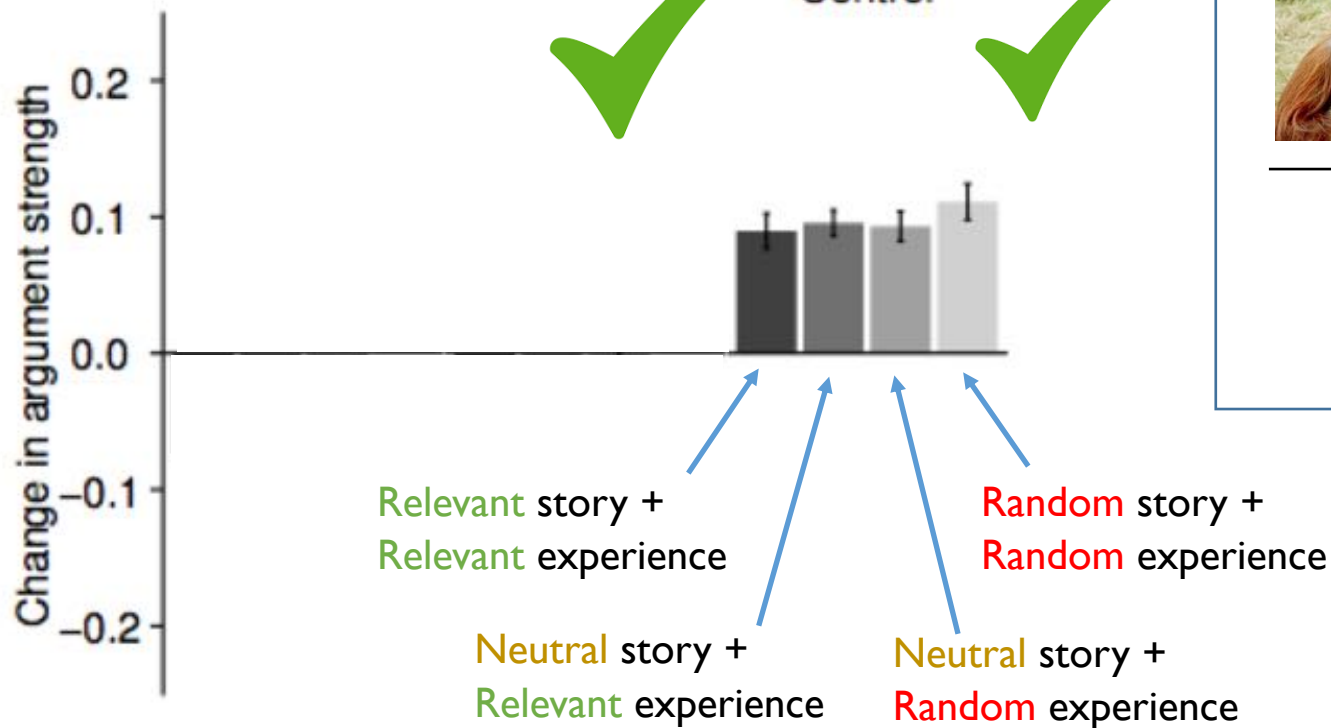 Change in argument strength
0.2
0.1
0.0
−0.1
−0.2
Relevant story +
Relevant experience
Random story +
Random experience
Neutral story +
Relevant experience
Neutral story +
Random experience